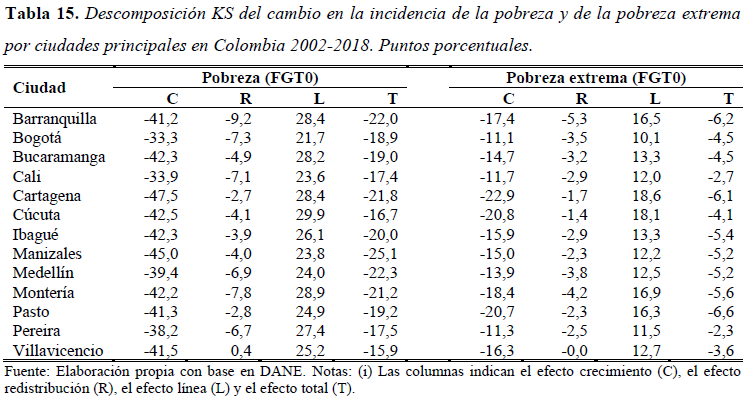 Tabla 15. Descomposición KS del cambio en la incidencia de la pobreza y de la pobreza extrema
por ciudades principales en Colombia 2002-2018. Puntos porcentuales.
Ciudad Pobreza (FGT0) Pobreza extrema (FGT0)
C R L T C R L T
Barranquilla -41,2 -9,2 28,4 -22,0 -17,4 -5,3 16,5 -6,2
Bogotá -33,3 -7,3 21,7 -18,9 -11,1 -3,5 10,1 -4,5
Bucaramanga -42,3 -4,9 28,2 -19,0 -14,7 -3,2 13,3 -4,5
Cali -33,9 -7,1 23,6 -17,4 -11,7 -2,9 12,0 -2,7
Cartagena -47,5 -2,7 28,4 -21,8 -22,9 -1,7 18,6 -6,1
Cúcuta -42,5 -4,1 29,9 -16,7 -20,8 -1,4 18,1 -4,1
Ibagué -42,3 -3,9 26,1 -20,0 -15,9 -2,9 13,3 -5,4
Manizales -45,0 -4,0 23,8 -25,1 -15,0 -2,3 12,2 -5,2
Medellín -39,4 -6,9 24,0 -22,3 -13,9 -3,8 12,5 -5,2
Montería -42,2 -7,8 28,9 -21,2 -18,4 -4,2 16,9 -5,6
Pasto -41,3 -2,8 24,9 -19,2 -20,7 -2,3 16,3 -6,6
Pereira -38,2 -6,7 27,4 -17,5 -11,3 -2,5 11,5 -2,3
Villavicencio -41,5 0,4 25,2 -15,9 -16,3 -0,0 12,7 -3,6
Fuente: Elaboración propia con base en DANE. Notas: (i) Las columnas indican el efecto crecimiento (C), el efecto
redistribución (R), el efecto línea (L) y el efecto total (T).